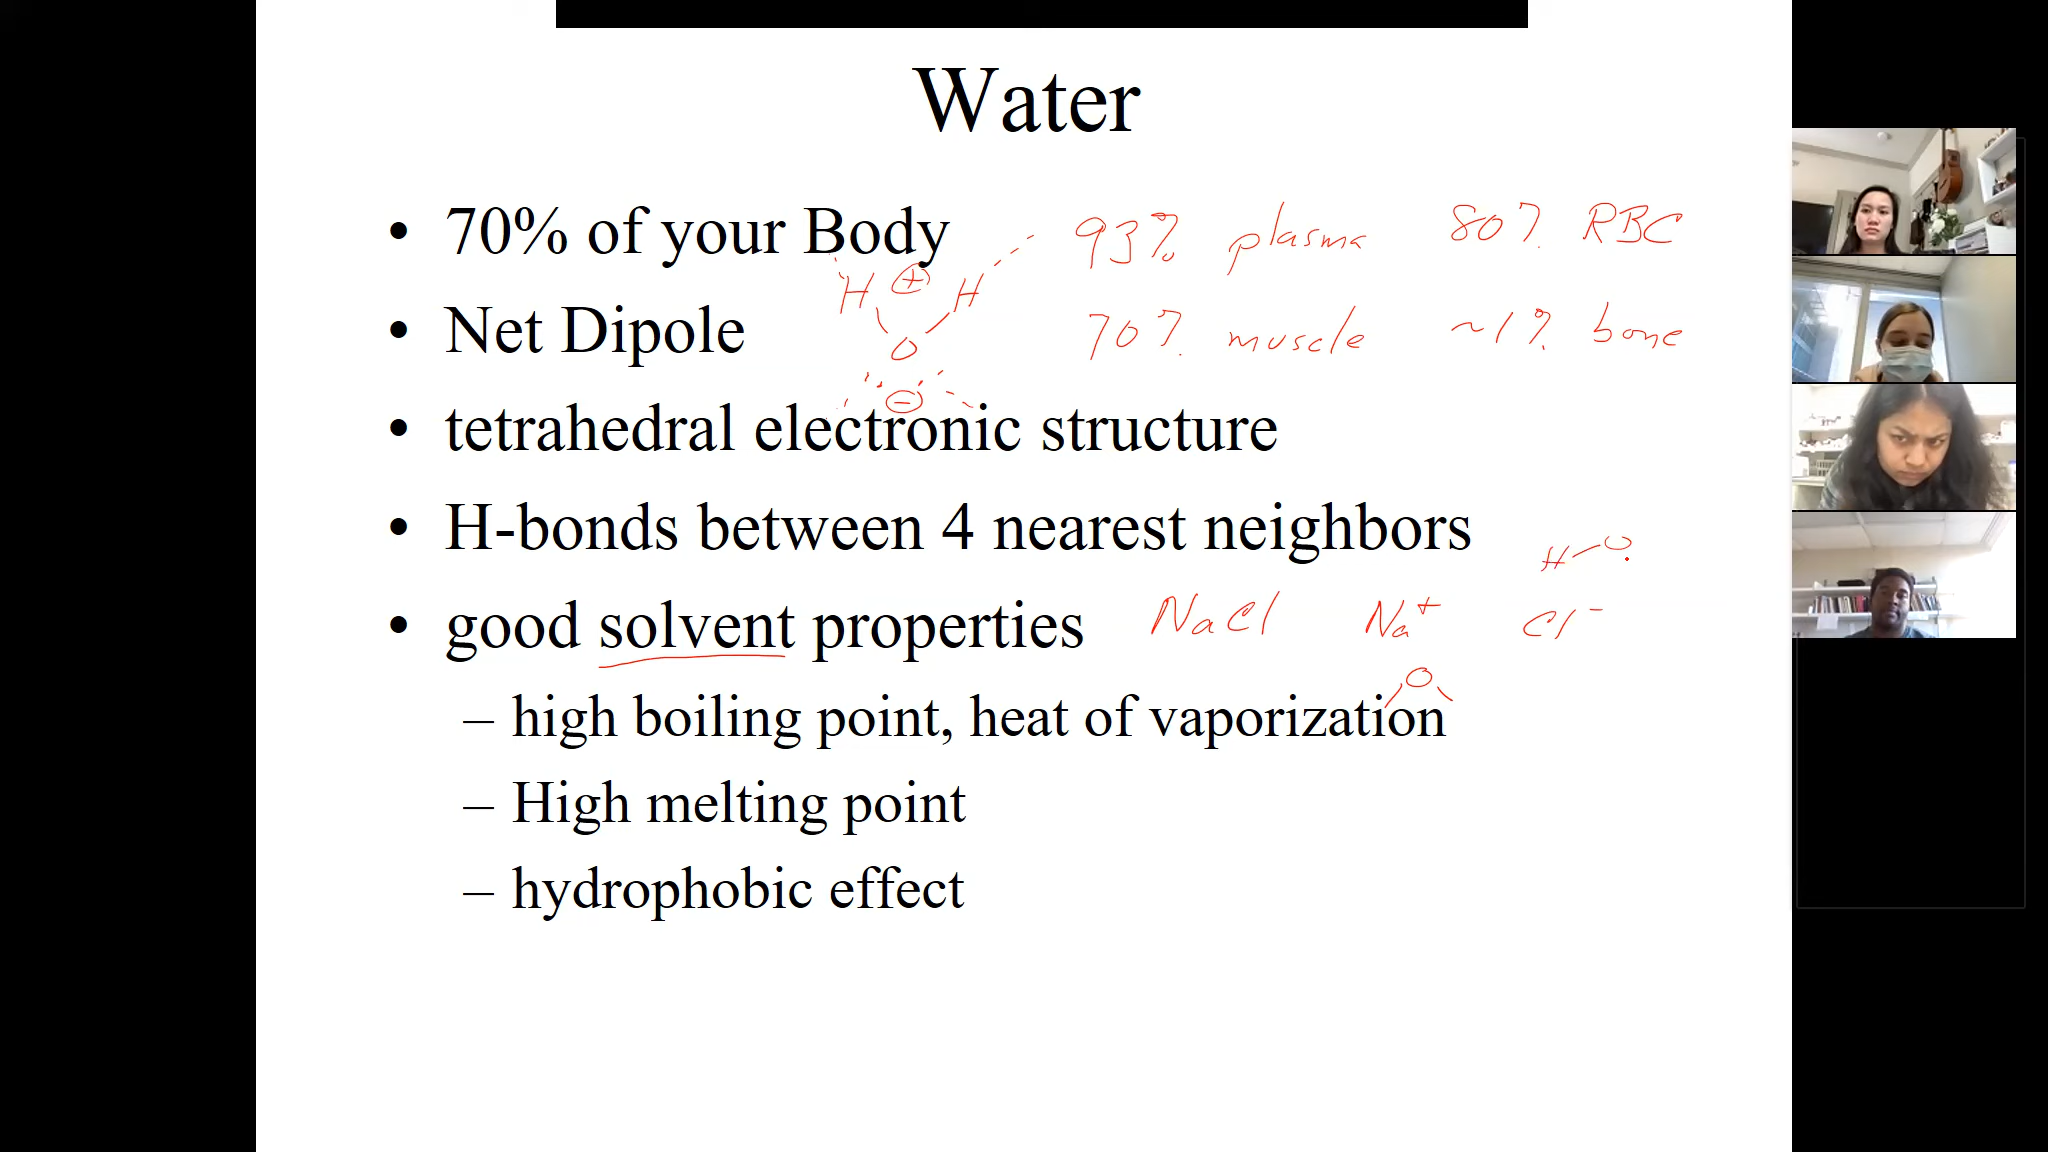 Water
• 70% of your Body 93% plasma 80% RBC
H ⊕ H
• Net Dipole 70% muscle ~1% bone
O
⊖
• tetrahedral electronic structure
• H-bonds between 4 nearest neighbors
H O
• good solvent properties NaCl Na+ Cl-
O
– high boiling point, heat of vaporization
– High melting point
– hydrophobic effect